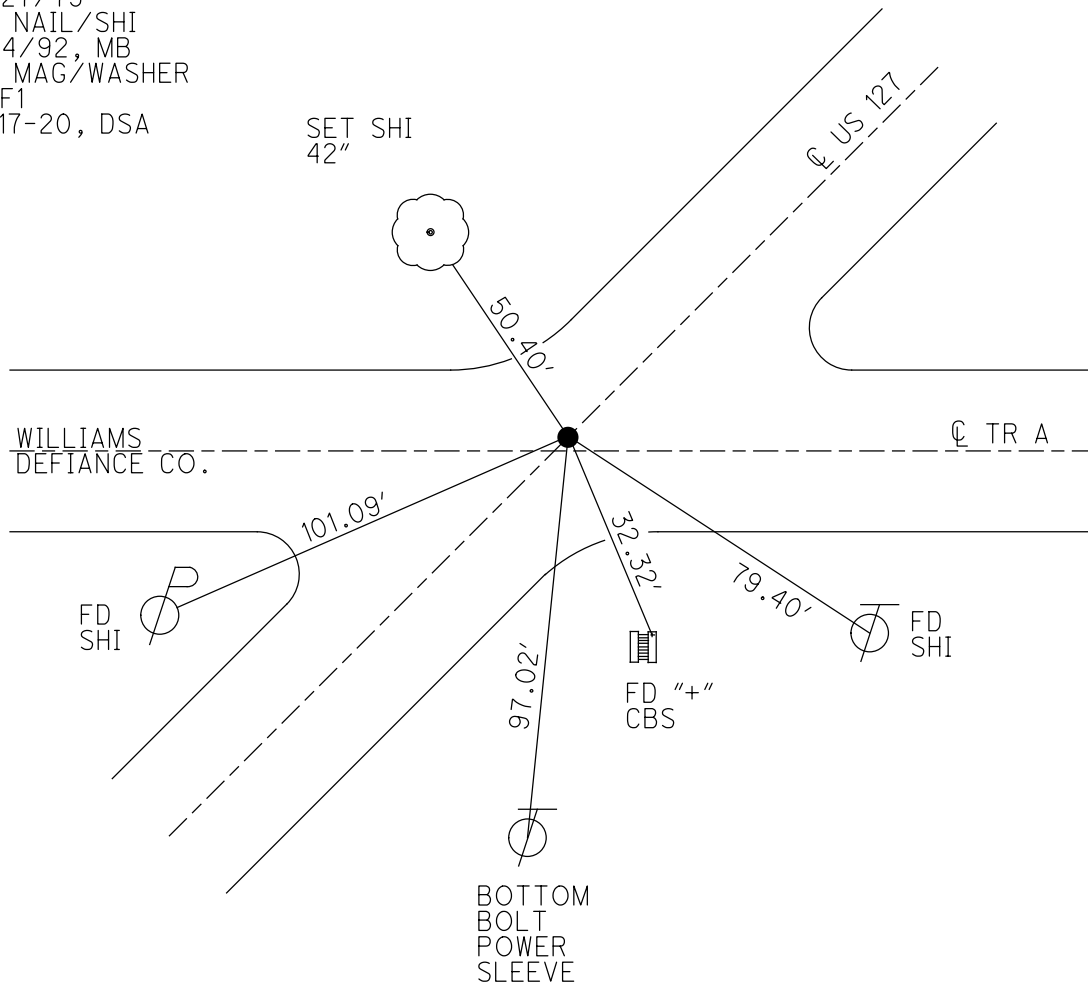 NAIL/SHI
4/92, MB
MAG/WASHER
F1
17-20, DSA
SET SHI
42"
℄ US 127
50.40'
WILLIAMS
DEFIANCE CO.
℄ TR A
101.09'
32.32'
79.40'
FD
SHI
FD
SHI
97.02'
FD "+"
CBS
BOTTOM
BOLT
POWER
SLEEVE